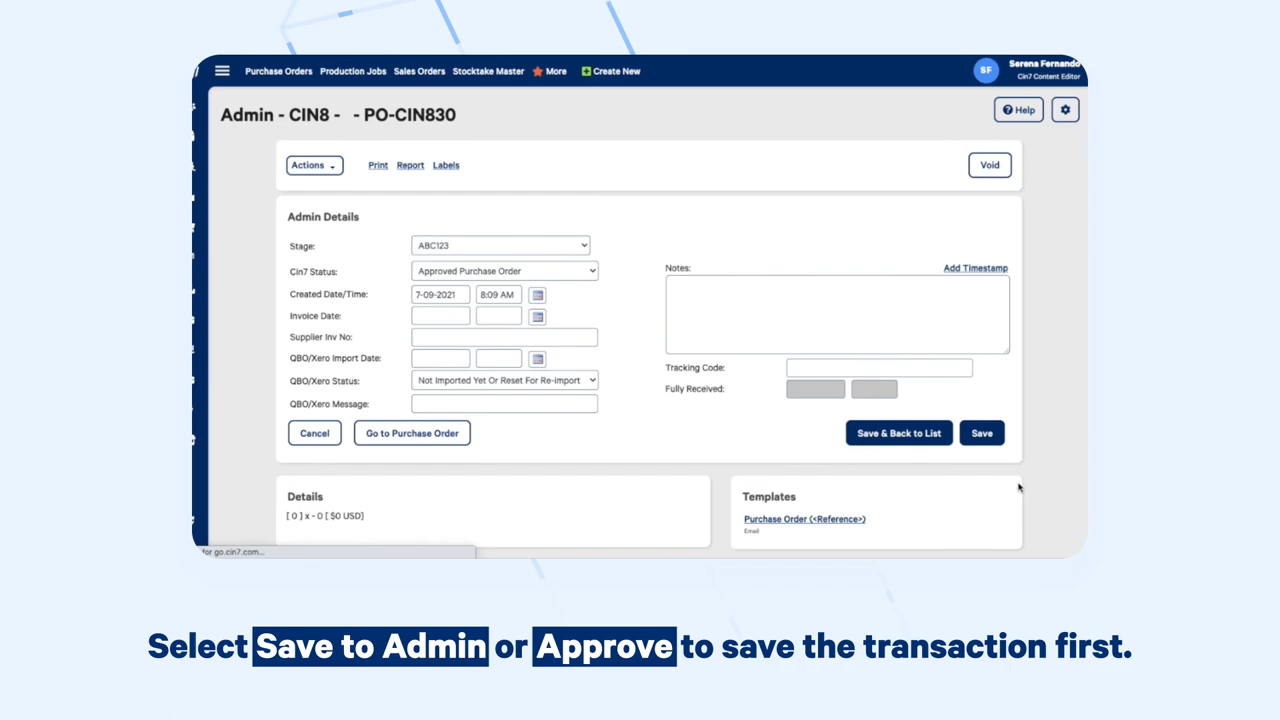 Purchase Orders Production Jobs Sales Orders Stocktake Master More Create New
SF
Serena Fernando
Cin7 Content Editor
Admin - CIN8 - - PO-CIN830
Help
Actions Print Report Labels Void
Admin Details
Stage: ABC123
Cin7 Status: Approved Purchase Order
Notes: Add Timestamp
Created Date/Time: 7-09-2021 8:09 AM
Invoice Date:
Supplier Inv No:
QBO/Xero Import Date:
Tracking Code:
QBO/Xero Status: Not Imported Yet Or Reset For Re-import
Fully Received:
QBO/Xero Message:
Cancel Go to Purchase Order Save & Back to List Save
Details
[ 0 ] x - 0 [ $0 USD]
Templates
Purchase Order (<Reference>)
Email
for go.cin7.com...
Select Save to Admin or Approve to save the transaction first.